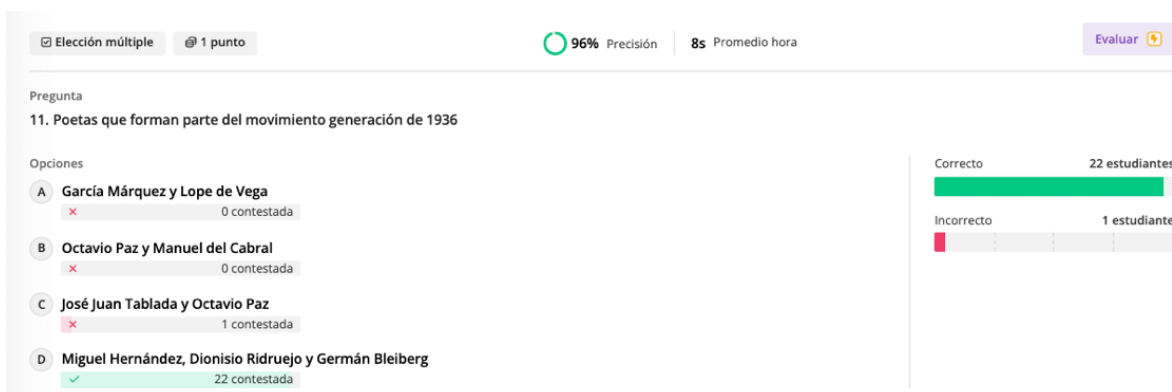 Elección múltiple 1 punto 96% Precisión 8s Promedio hora Evaluar
Pregunta
11. Poetas que forman parte del movimiento generación de 1936
Opciones
A García Márquez y Lope de Vega
0 contestada
B Octavio Paz y Manuel del Cabral
0 contestada
C José Juan Tablada y Octavio Paz
1 contestada
D Miguel Hernández, Dionisio Ridruejo y Germán Bleiberg
22 contestada
Correcto 22 estudiantes
Incorrecto 1 estudiante